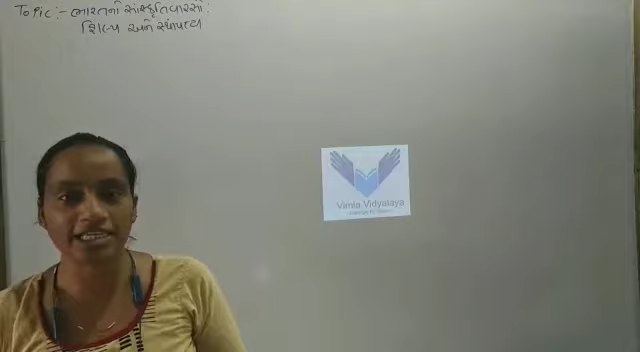 Topic:- ભારતનો સાંસ્કૃતિવારસો:
શિલ્પ અને સ્થાપત્ય
Vimla Vidyalaya